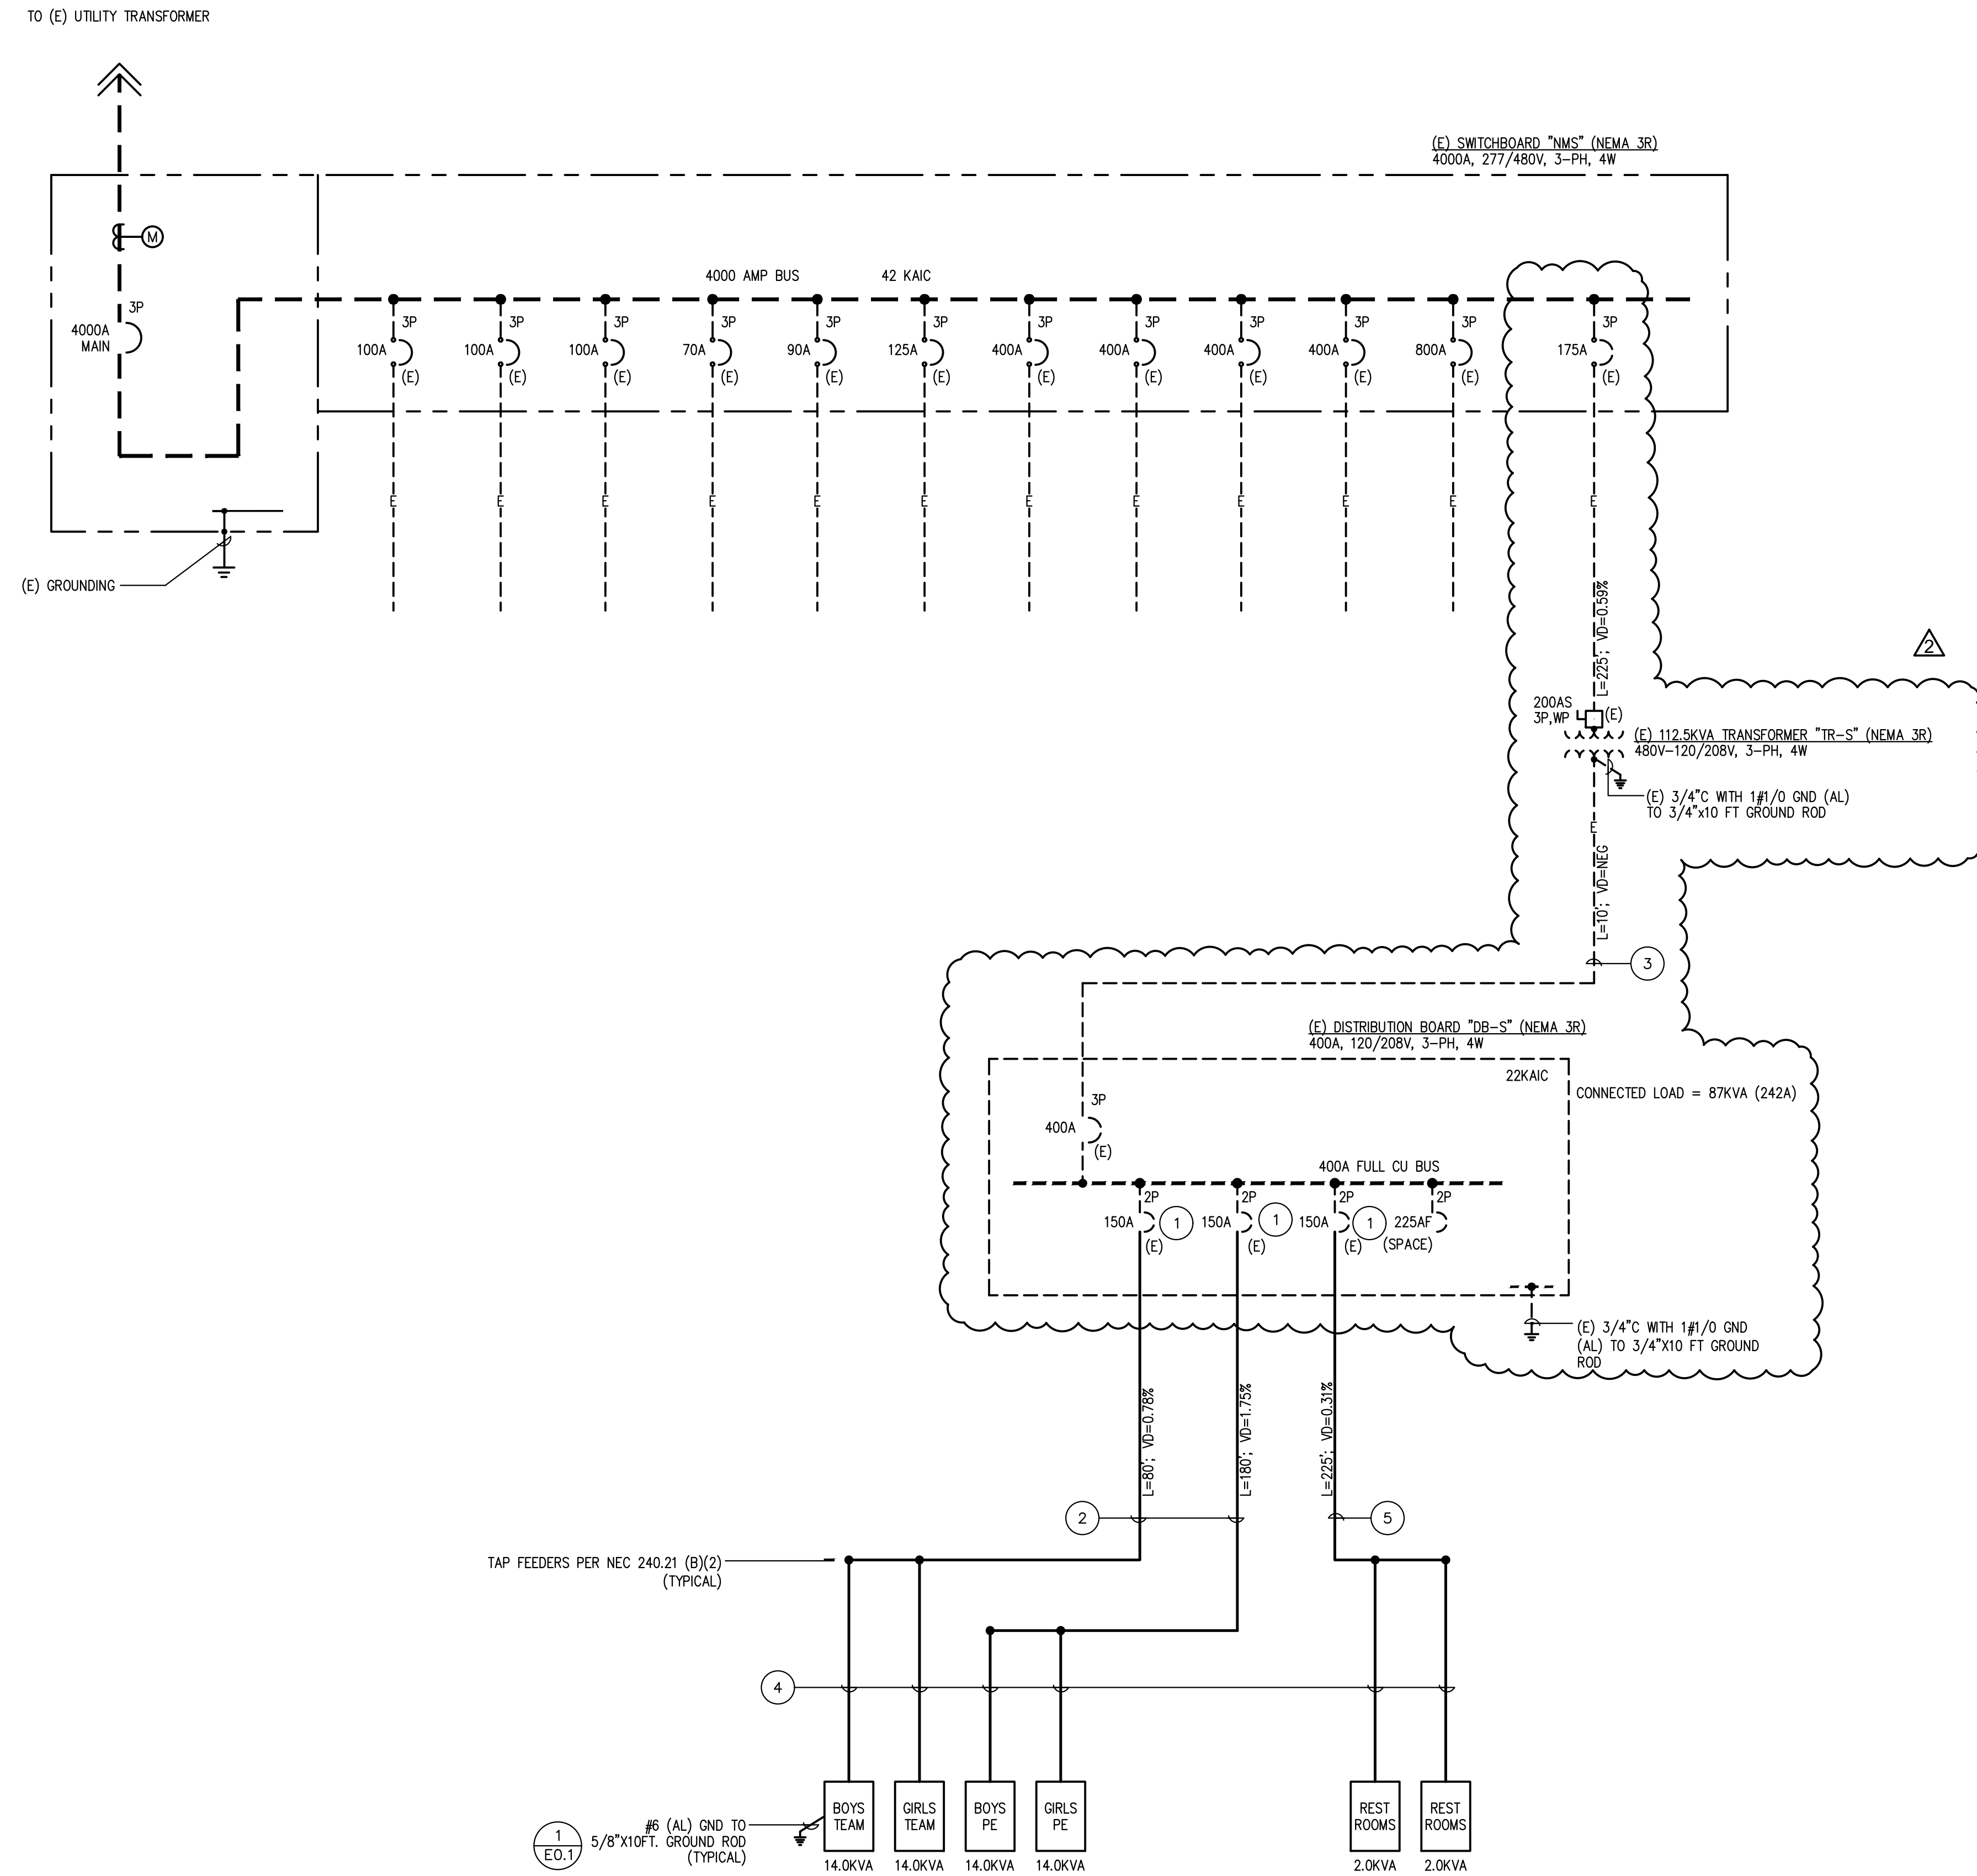 TO (E) UTILITY TRANSFORMER
(E) SWITCHBOARD "NMS" (NEMA 3R)
4000A, 277/480V, 3-PH, 4W
M
4000 AMP BUS
42 KAIC
3P
4000A
MAIN
3P
100A
(E)
3P
100A
(E)
3P
100A
(E)
3P
70A
(E)
3P
90A
(E)
3P
125A
(E)
3P
400A
(E)
3P
400A
(E)
3P
400A
(E)
3P
400A
(E)
3P
800A
(E)
3P
175A
(E)
E
E
E
E
E
E
E
E
E
E
E
E
(E) GROUNDING
L=225'; VD=0.59%
2
200AS
3P,WP
(E)
(E) 112.5KVA TRANSFORMER "TR-S" (NEMA 3R)
480V-120/208V, 3-PH, 4W
(E) 3/4"C WITH 1#1/0 GND (AL)
TO 3/4"x10 FT GROUND ROD
E
L=10'; VD=NEG
3
(E) DISTRIBUTION BOARD "DB-S" (NEMA 3R)
400A, 120/208V, 3-PH, 4W
22KAIC
CONNECTED LOAD = 87KVA (242A)
3P
400A
(E)
400A FULL CU BUS
2P
150A
1
(E)
2P
150A
1
(E)
2P
150A
1
(E)
2P
225AF
(SPACE)
(E) 3/4"C WITH 1#1/0 GND
(AL) TO 3/4"X10 FT GROUND
ROD
L=80'; VD=0.78%
L=180'; VD=1.75%
L=225'; VD=0.31%
2
5
TAP FEEDERS PER NEC 240.21 (B)(2)
(TYPICAL)
4
BOYS
TEAM
14.0KVA
GIRLS
TEAM
14.0KVA
BOYS
PE
14.0KVA
GIRLS
PE
14.0KVA
REST
ROOMS
2.0KVA
REST
ROOMS
2.0KVA
1
E0.1
#6 (AL) GND TO
5/8"X10FT. GROUND ROD
(TYPICAL)